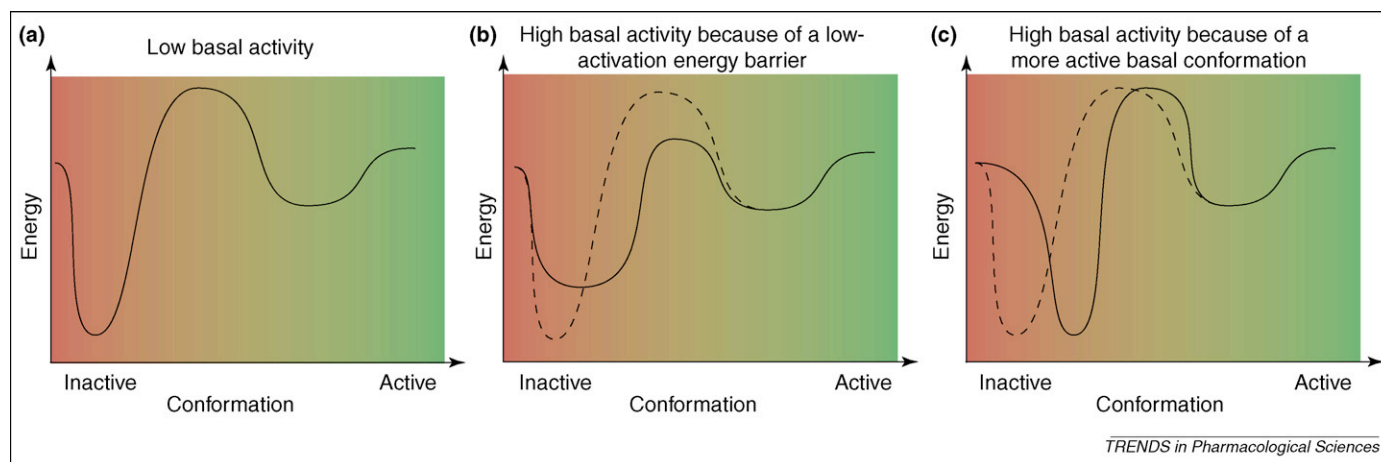 (a)
Low basal activity
Energy
Inactive
Active
Conformation
(b)
High basal activity because of a low-
activation energy barrier
Energy
Inactive
Active
Conformation
(c)
High basal activity because of a
more active basal conformation
Energy
Inactive
Active
Conformation
TRENDS in Pharmacological Sciences